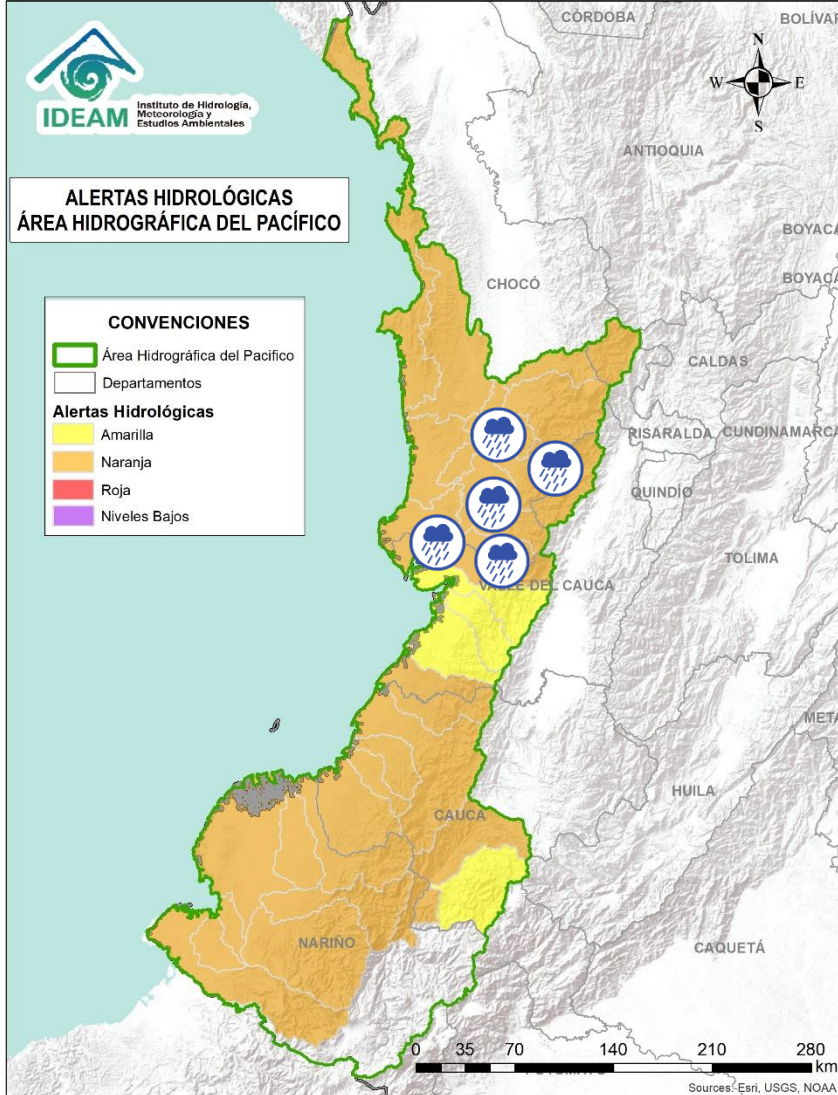 CÓRDOBA
BOLÍVAR
IDEAM
Instituto de Hidrología,
Meteorología y
Estudios Ambientales
N
W
E
S
ANTIOQUIA
ALERTAS HIDROLÓGICAS
ÁREA HIDROGRÁFICA DEL PACÍFICO
BOYACÁ
BOYACÁ
CHOCÓ
CONVENCIONES
Área Hidrográfica del Pacifico
Departamentos
Alertas Hidrológicas
Amarilla
Naranja
Roja
Niveles Bajos
CALDAS
RISARALDA
CUNDINAMARCA
QUINDÍO
TOLIMA
VALLE DEL CAUCA
META
HUILA
CAUCA
NARIÑO
CAQUETÁ
0 35 70 140 210 280
km
Sources: Esri, USGS, NOAA